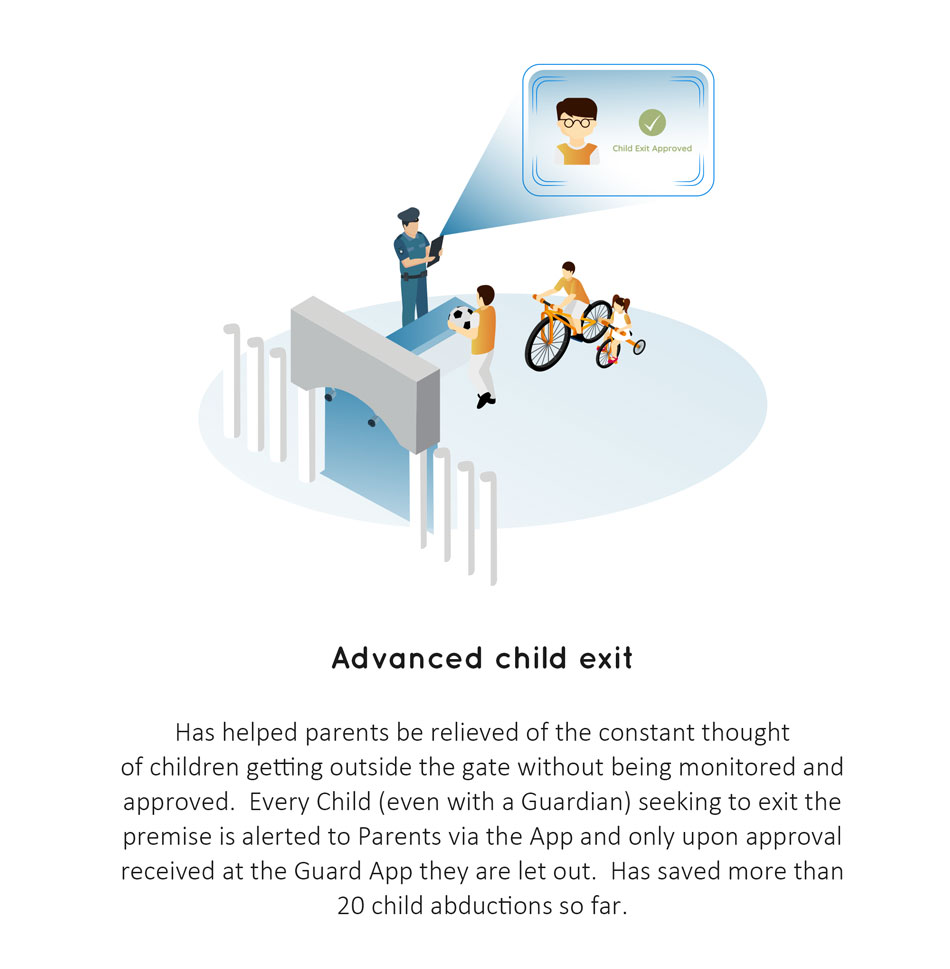 Child Exit Approved
Advanced child exit
Has helped parents be relieved of the constant thought
of children getting outside the gate without being monitored and
approved.  Every Child (even with a Guardian) seeking to exit the
premise is alerted to Parents via the App and only upon approval
received at the Guard App they are let out.  Has saved more than
20 child abductions so far.